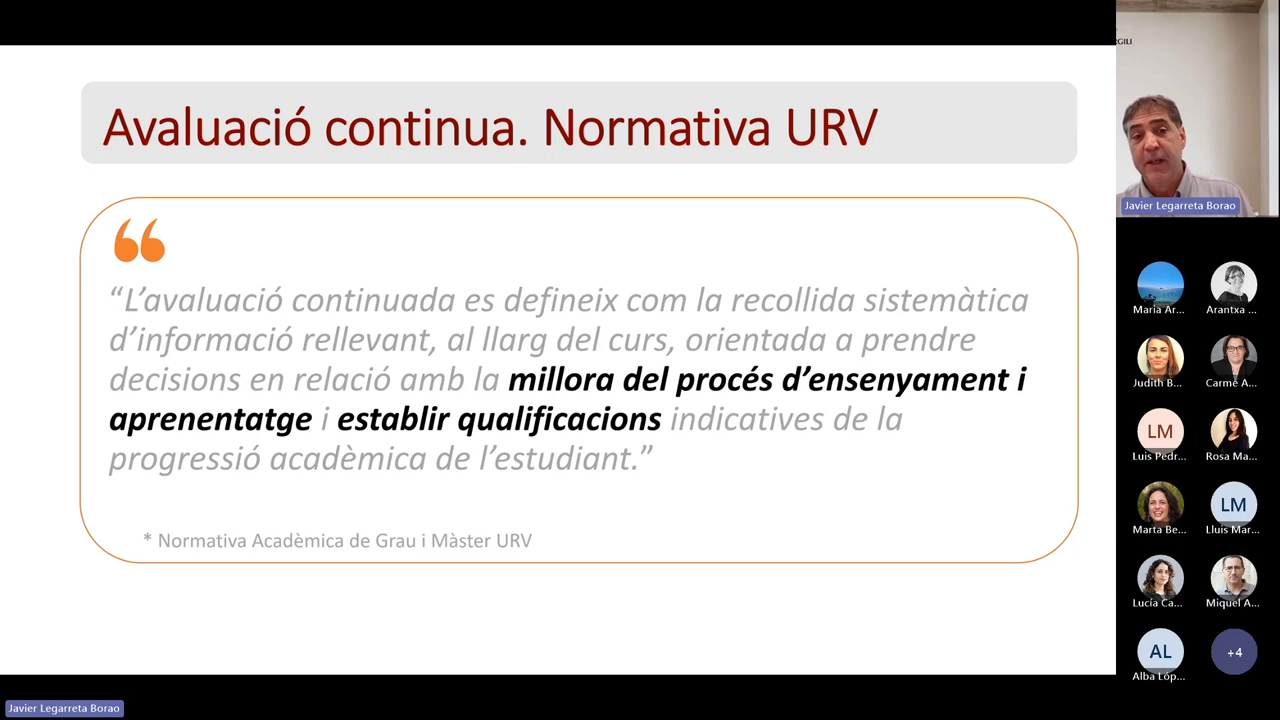 Avaluació continua. Normativa URV
“L’avaluació continuada es defineix com la recollida sistemàtica
d’informació rellevant, al llarg del curs, orientada a prendre
decisions en relació amb la millora del procés d’ensenyament i
aprenentatge i establir qualificacions indicatives de la
progressió acadèmica de l’estudiant.”
* Normativa Acadèmica de Grau i Màster URV
Javier Legarreta Borao
Maria Ar...
Arantxa ...
Judith B...
Carme A...
LM
Luis Pedr...
Rosa Ma...
Marta Be...
LM
Lluis Mar...
Lucía Ca...
Miquel A...
AL
Alba Lóp...
+4
Javier Legarreta Borao